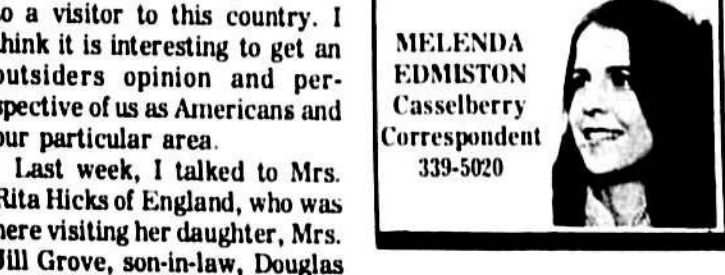 to a visitor to this country. I
think it is interesting to get an
outsiders opinion and per-
spective of us as Americans and
our particular area.
Last week, I talked to Mrs.
Rita Hicks of England, who was
here visiting her daughter, Mrs.
Jill Grove, son-in-law, Douglas
MELENDA
EDMISTON
Casselberry
Correspondent
339-5020